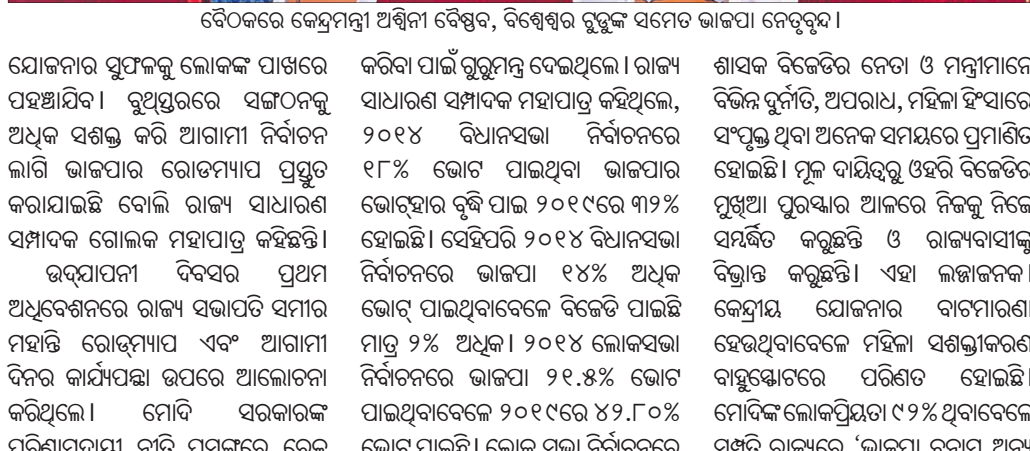 ବୈଠକରେ କେନ୍ଦ୍ରମନ୍ତ୍ରୀ ଅଶ୍ୱିନୀ ବୈଷ୍ଣବ, ବିଶ୍ୱେଶ୍ୱର ଟୁଡୁଙ୍କ ସମେତ ଭାଜପା ନେତୃବୃନ୍ଦ।
ଯୋଜନାର ସୁଫଳକୁ ଲୋକଙ୍କ ପାଖରେ
ପହଞ୍ଚାଯିବ। ବୁଥ୍‌ସ୍ତରରେ ସଙ୍ଗଠନକୁ
ଅଧିକ ସଶକ୍ତ କରି ଆଗାମୀ ନିର୍ବାଚନ
ଲାଗି ଭାଜପାର ରୋଡମ୍ୟାପ ପ୍ରସ୍ତୁତ
କରାଯାଇଛି ବୋଲି ରାଜ୍ୟ ସାଧାରଣ
ସମ୍ପାଦକ ଗୋଲକ ମହାପାତ୍ର କହିଛନ୍ତି।
ଉଦ୍‌ଯାପନୀ ଦିବସର ପ୍ରଥମ
ଅଧିବେଶନରେ ରାଜ୍ୟ ସଭାପତି ସମୀର
ମହାନ୍ତି ରୋଡ୍‌ମ୍ୟାପ ଏବଂ ଆଗାମୀ
ଦିନର କାର୍ଯ୍ୟପନ୍ଥା ଉପରେ ଆଲୋଚନା
କରିଥିଲେ। ମୋଦି ସରକାରଙ୍କ
କରିବା ପାଇଁ ଗୁରୁମନ୍ତ୍ର ଦେଇଥିଲେ। ରାଜ୍ୟ
ସାଧାରଣ ସମ୍ପାଦକ ମହାପାତ୍ର କହିଥିଲେ,
୨୦୧୪ ବିଧାନସଭା ନିର୍ବାଚନରେ
୧୮% ଭୋଟ ପାଇଥିବା ଭାଜପାର
ଭୋଟ୍‌ହାର ବୃଦ୍ଧି ପାଇ ୨୦୧୯ରେ ୩୨%
ହୋଇଛି। ସେହିପରି ୨୦୧୪ ବିଧାନସଭା
ନିର୍ବାଚନରେ ଭାଜପା ୧୪% ଅଧିକ
ଭୋଟ୍ ପାଇଥିବାବେଳେ ବିଜେଡି ପାଇଛି
ମାତ୍ର ୨% ଅଧିକ। ୨୦୧୪ ଲୋକସଭା
ନିର୍ବାଚନରେ ଭାଜପା ୨୧.୫% ଭୋଟ
ପାଇଥିବାବେଳେ ୨୦୧୯ରେ ୪୨.୮୦%
ଭୋଟ ପାଇଛି। ଲୋକ ସଭା ନିର୍ବାଚନରେ
ଶାସକ ବିଜେଡିର ନେତା ଓ ମନ୍ତ୍ରୀମାନେ
ବିଭିନ୍ନ ଦୁର୍ନୀତି, ଅପରାଧ, ମହିଳା ହିଂସାରେ
ସଂପୃକ୍ତ ଥିବା ଅନେକ ସମୟରେ ପ୍ରମାଣିତ
ହୋଇଛି। ମୂଳ ଦାୟିତ୍ୱରୁ ଓହରି ବିଜେଡିର
ମୁଖିଆ ପୁରସ୍କାର ଆଳରେ ନିଜକୁ ନିଜେ
ସମ୍ବର୍ଦ୍ଧିତ କରୁଛନ୍ତି ଓ ରାଜ୍ୟବାସୀଙ୍କୁ
ବିଭ୍ରାନ୍ତ କରୁଛନ୍ତି। ଏହା ଲଜ୍ଜାଜନକ।
କେନ୍ଦ୍ରୀୟ ଯୋଜନାର ବାଟମାରଣା
ହେଉଥିବାବେଳେ ମହିଳା ସଶକ୍ତୀକରଣ
ବାହୁସ୍ଫୋଟରେ ପରିଣତ ହୋଇଛି।
ମୋଦିଙ୍କ ଲୋକପ୍ରିୟତା ୯୨% ଥିବାବେଳେ